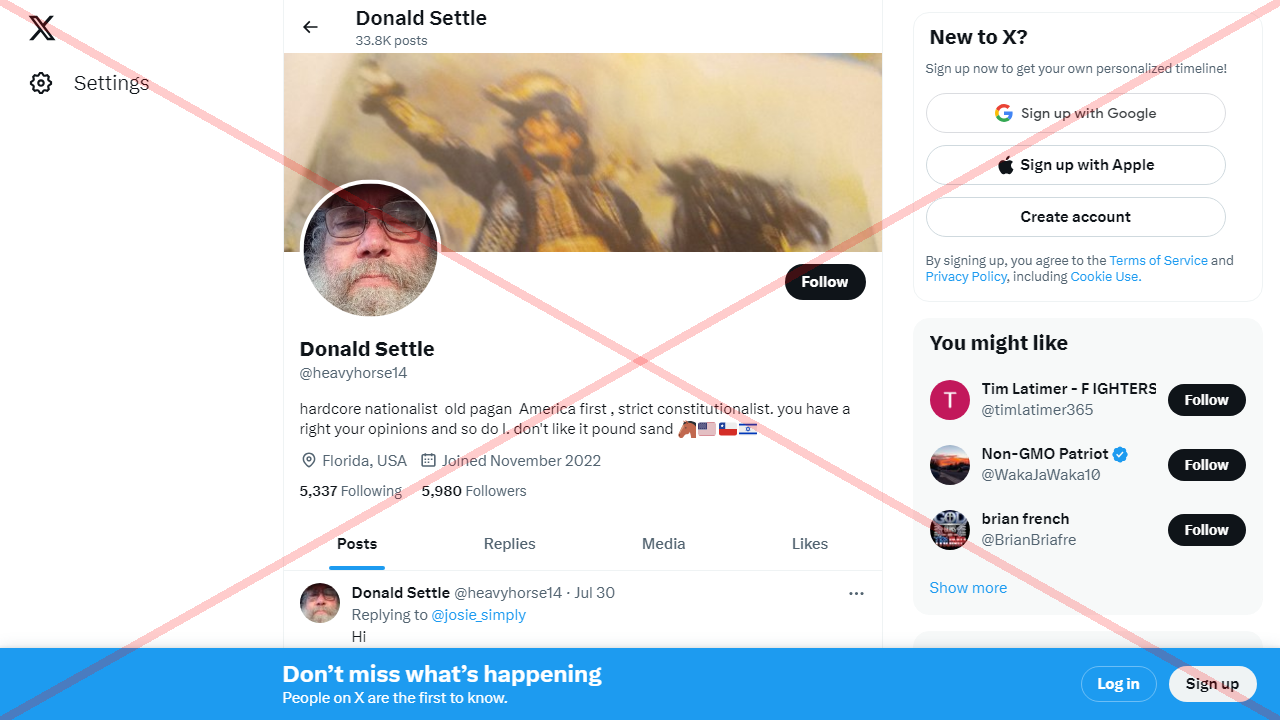 Donald Settle
33.8K posts
Settings
Follow
Donald Settle
@heavyhorse14
hardcore nationalist old pagan America first , strict constitutionalist. you have a
right your opinions and so do I. don't like it pound sand
Florida, USA Joined November 2022
5,337 Following 5,980 Followers
Posts Replies Media Likes
Donald Settle @heavyhorse14 · Jul 30
Replying to @josie_simply
Hi
New to X?
Sign up now to get your own personalized timeline!
Sign up with Google
Sign up with Apple
Create account
By signing up, you agree to the Terms of Service and
Privacy Policy, including Cookie Use.
You might like
T
Tim Latimer - F IGHTERS
@timlatimer365
Follow
Non-GMO Patriot
@WakaJaWaka10
Follow
brian french
@BrianBriafre
Follow
Show more
Don’t miss what’s happening
People on X are the first to know.
Log in
Sign up